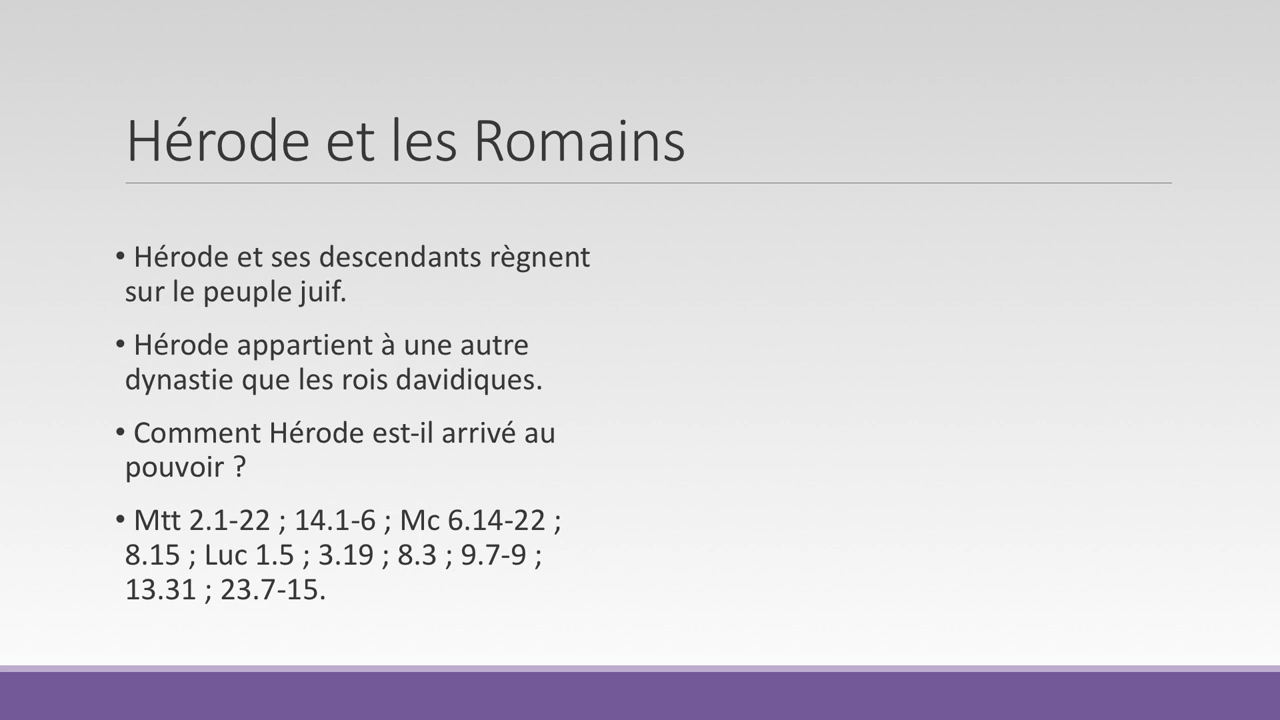 Hérode et les Romains
• Hérode et ses descendants règnent
sur le peuple juif.
• Hérode appartient à une autre
dynastie que les rois davidiques.
• Comment Hérode est-il arrivé au
pouvoir ?
• Mtt 2.1-22 ; 14.1-6 ; Mc 6.14-22 ;
8.15 ; Luc 1.5 ; 3.19 ; 8.3 ; 9.7-9 ;
13.31 ; 23.7-15.